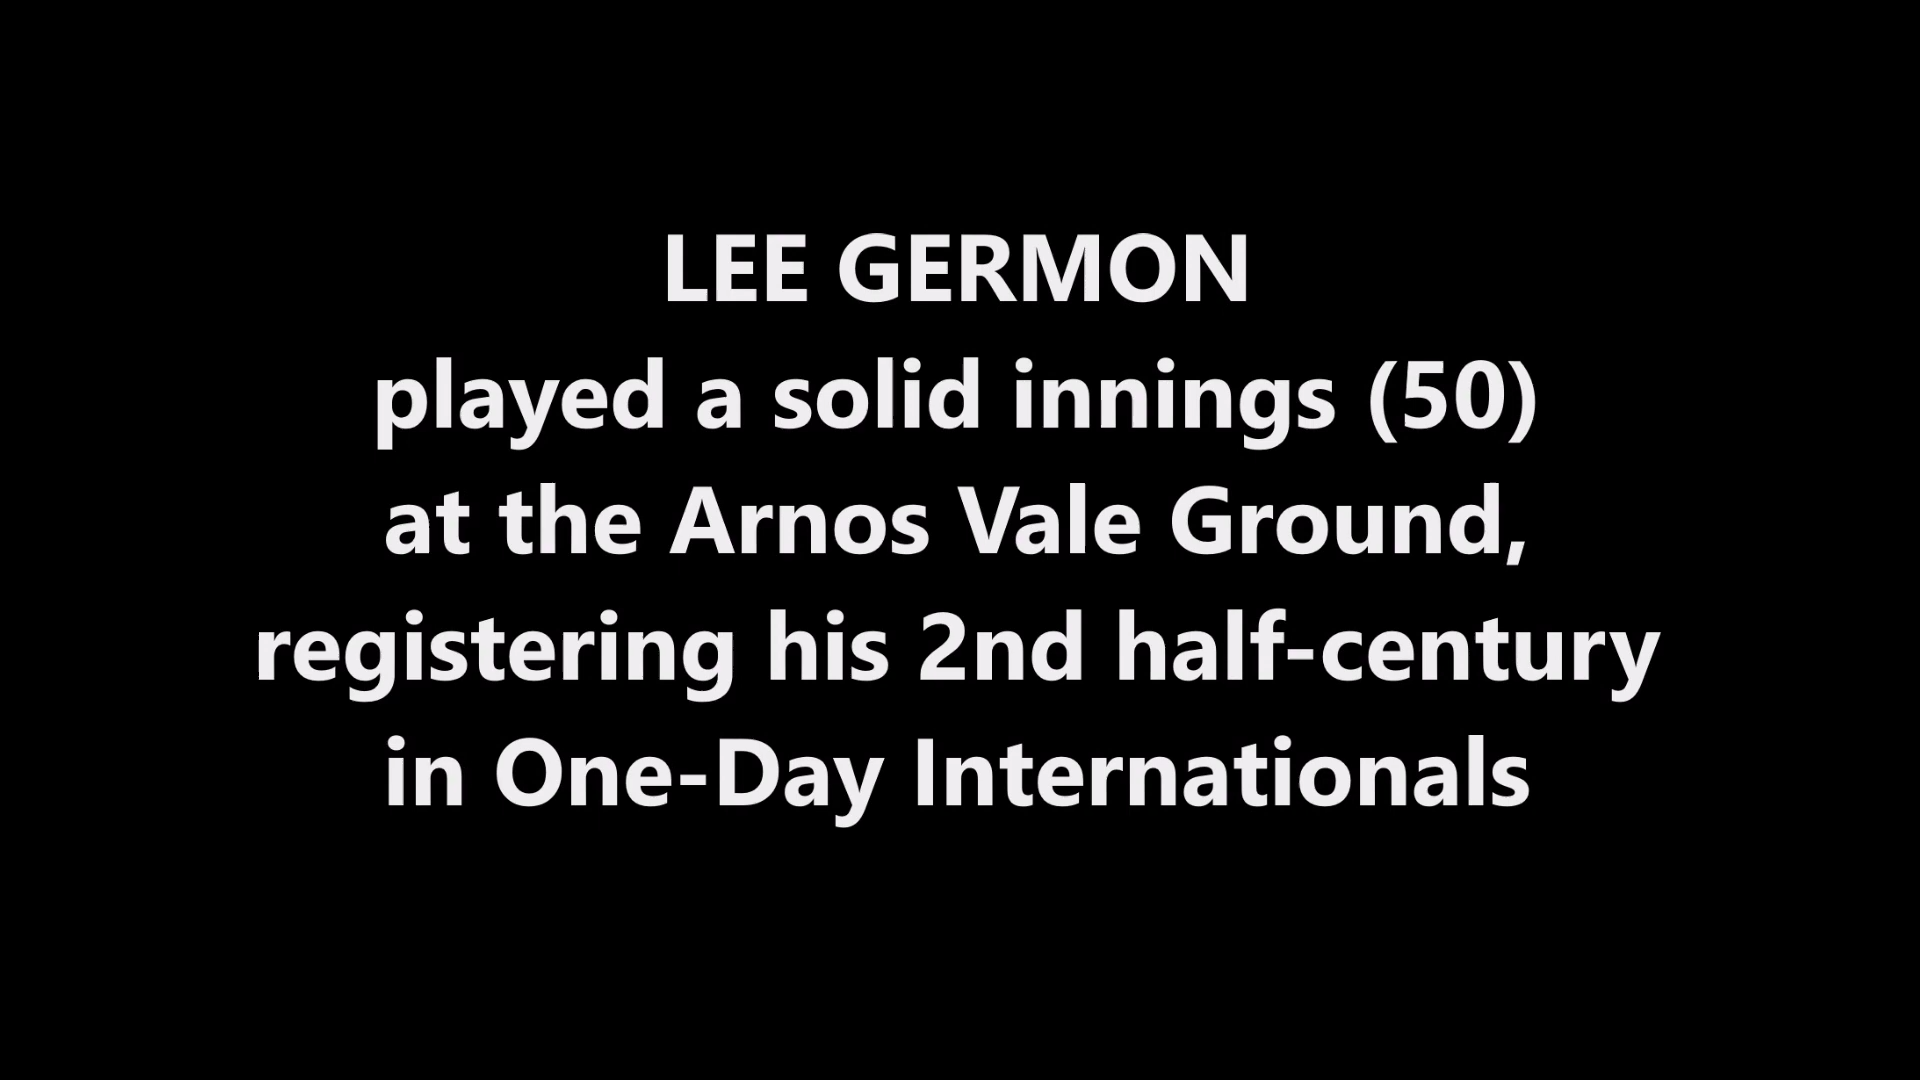 LEE GERMON
played a solid innings (50)
at the Arnos Vale Ground,
registering his 2nd half-century
in One-Day Internationals